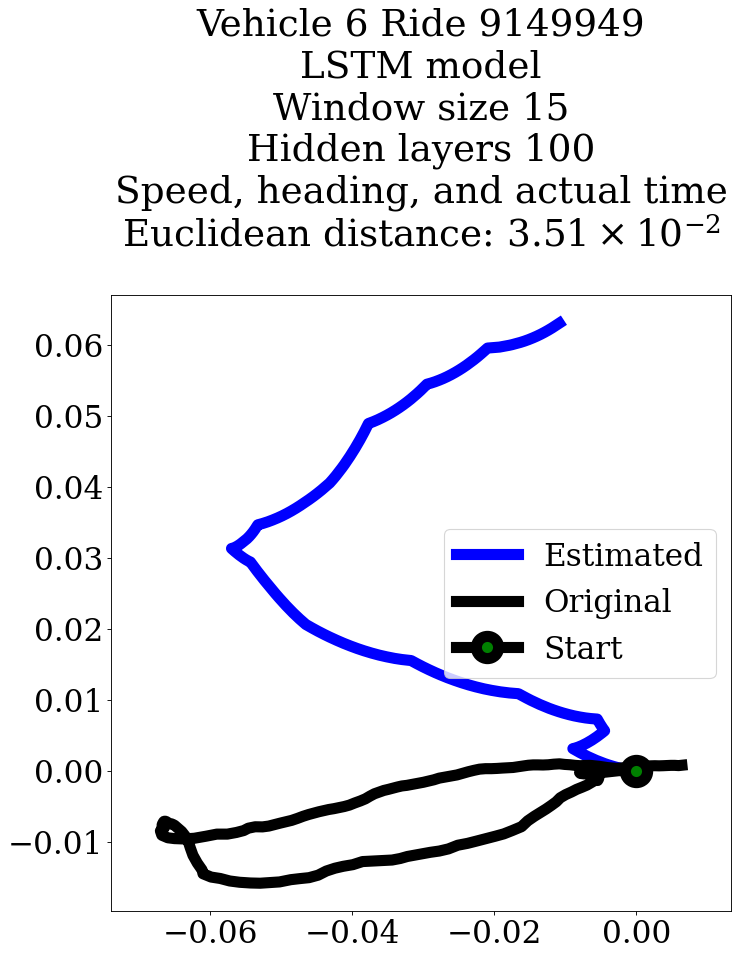 Vehicle 6 Ride 9149949
LSTM model
Window size 15
Hidden layers 100
Speed, heading, and actual time
Euclidean distance: 3.51 × 10⁻²
0.06
0.05
0.04
0.03
0.02
0.01
0.00
−0.01
Estimated
Original
Start
−0.06 −0.04 −0.02 0.00